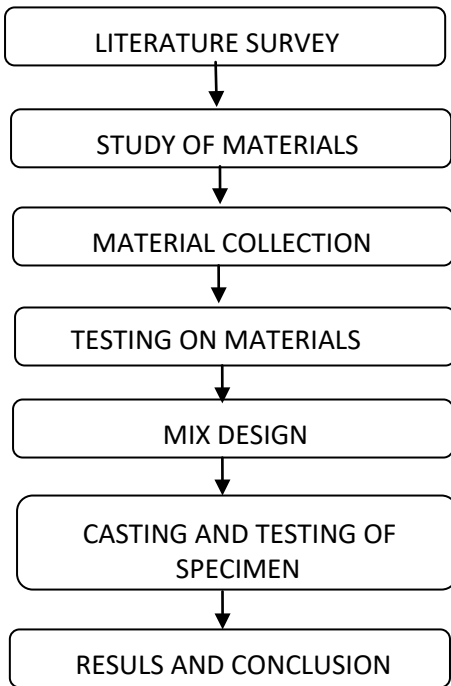 LITERATURE SURVEY
STUDY OF MATERIALS
MATERIAL COLLECTION
TESTING ON MATERIALS
MIX DESIGN
CASTING AND TESTING OF
SPECIMEN
RESULS AND CONCLUSION